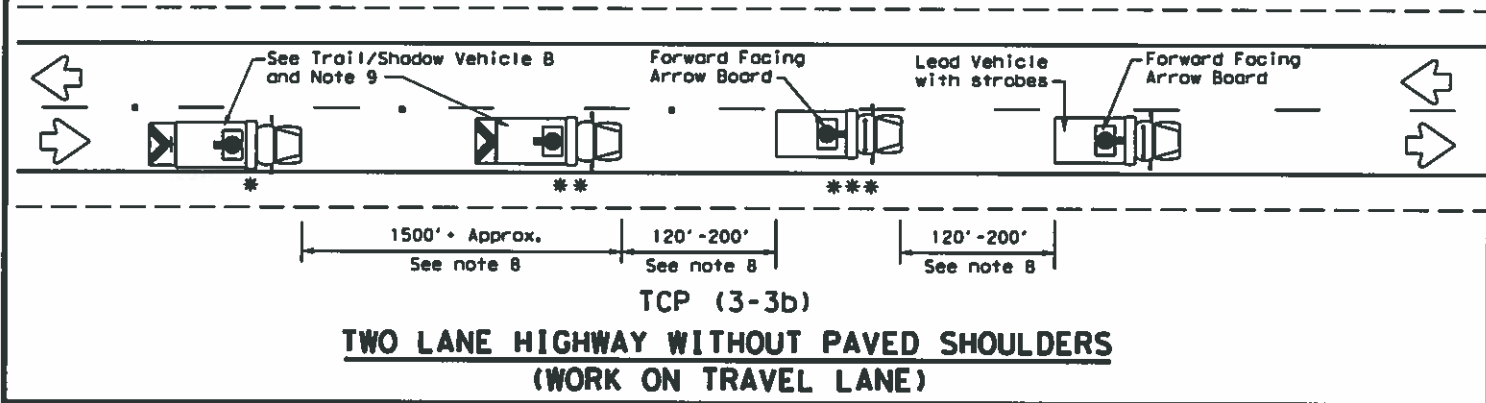 See Trail/Shadow Vehicle B
and Note 9
Forward Facing
Arrow Board
Lead Vehicle
with strobes
Forward Facing
Arrow Board
*
**
***
1500' + Approx.
See note 8
120'-200'
See note 8
120'-200'
See note 8
TCP (3-3b)
TWO LANE HIGHWAY WITHOUT PAVED SHOULDERS
(WORK ON TRAVEL LANE)